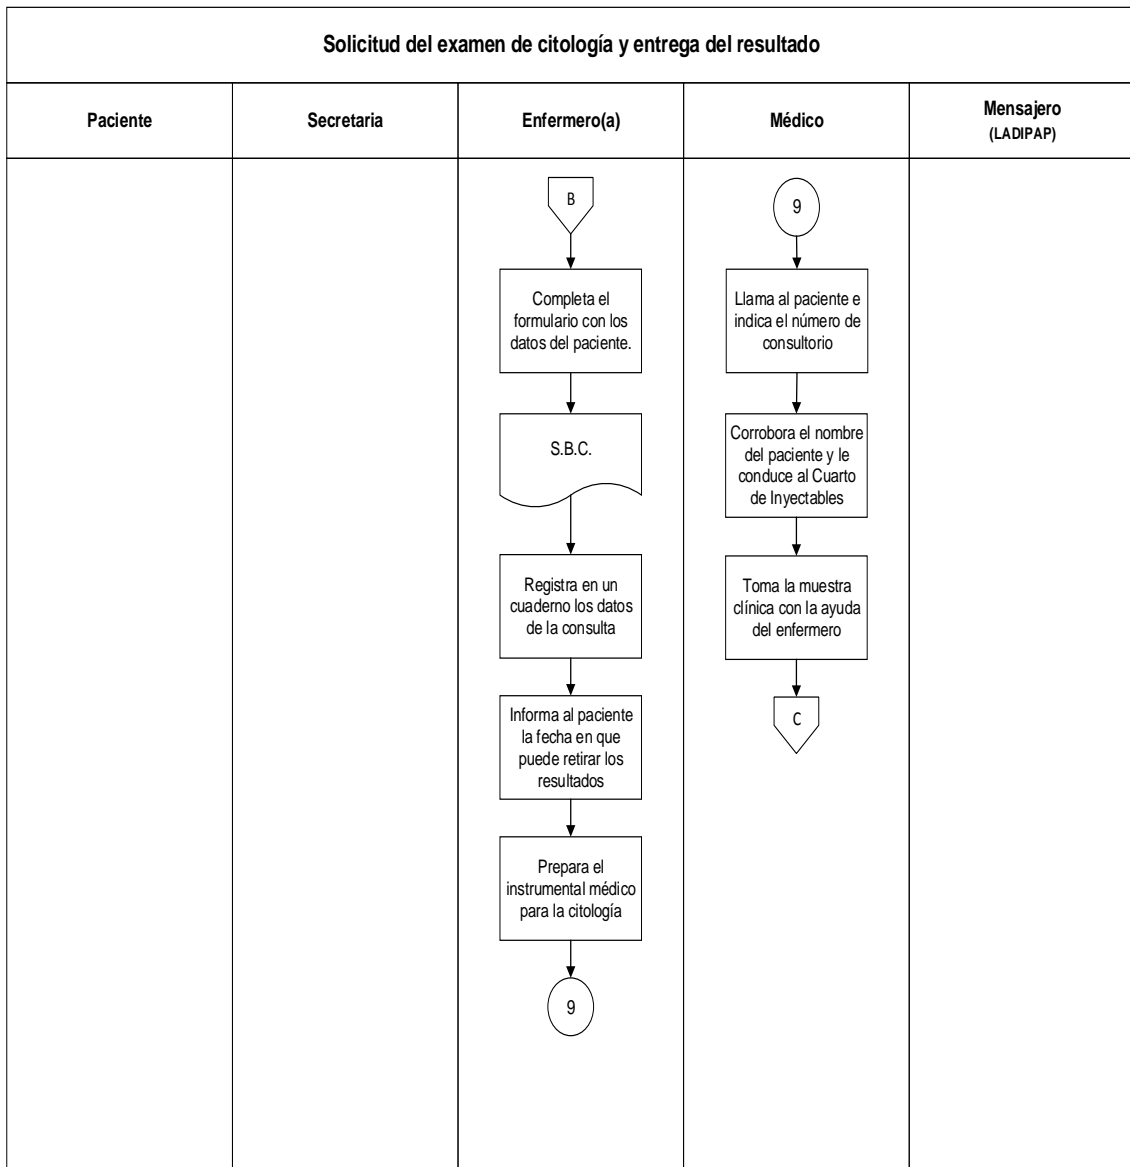 Solicitud del examen de citología y entrega del resultado
Paciente
Secretaria
Enfermero(a)
Médico
Mensajero
(LADIPAP)
B
Completa el
formulario con los
datos del paciente.
S.B.C.
Registra en un
cuaderno los datos
de la consulta
Informa al paciente
la fecha en que
puede retirar los
resultados
Prepara el
instrumental médico
para la citología
9
9
Llama al paciente e
indica el número de
consultorio
Corrobora el nombre
del paciente y le
conduce al Cuarto
de Inyectables
Toma la muestra
clínica con la ayuda
del enfermero
C